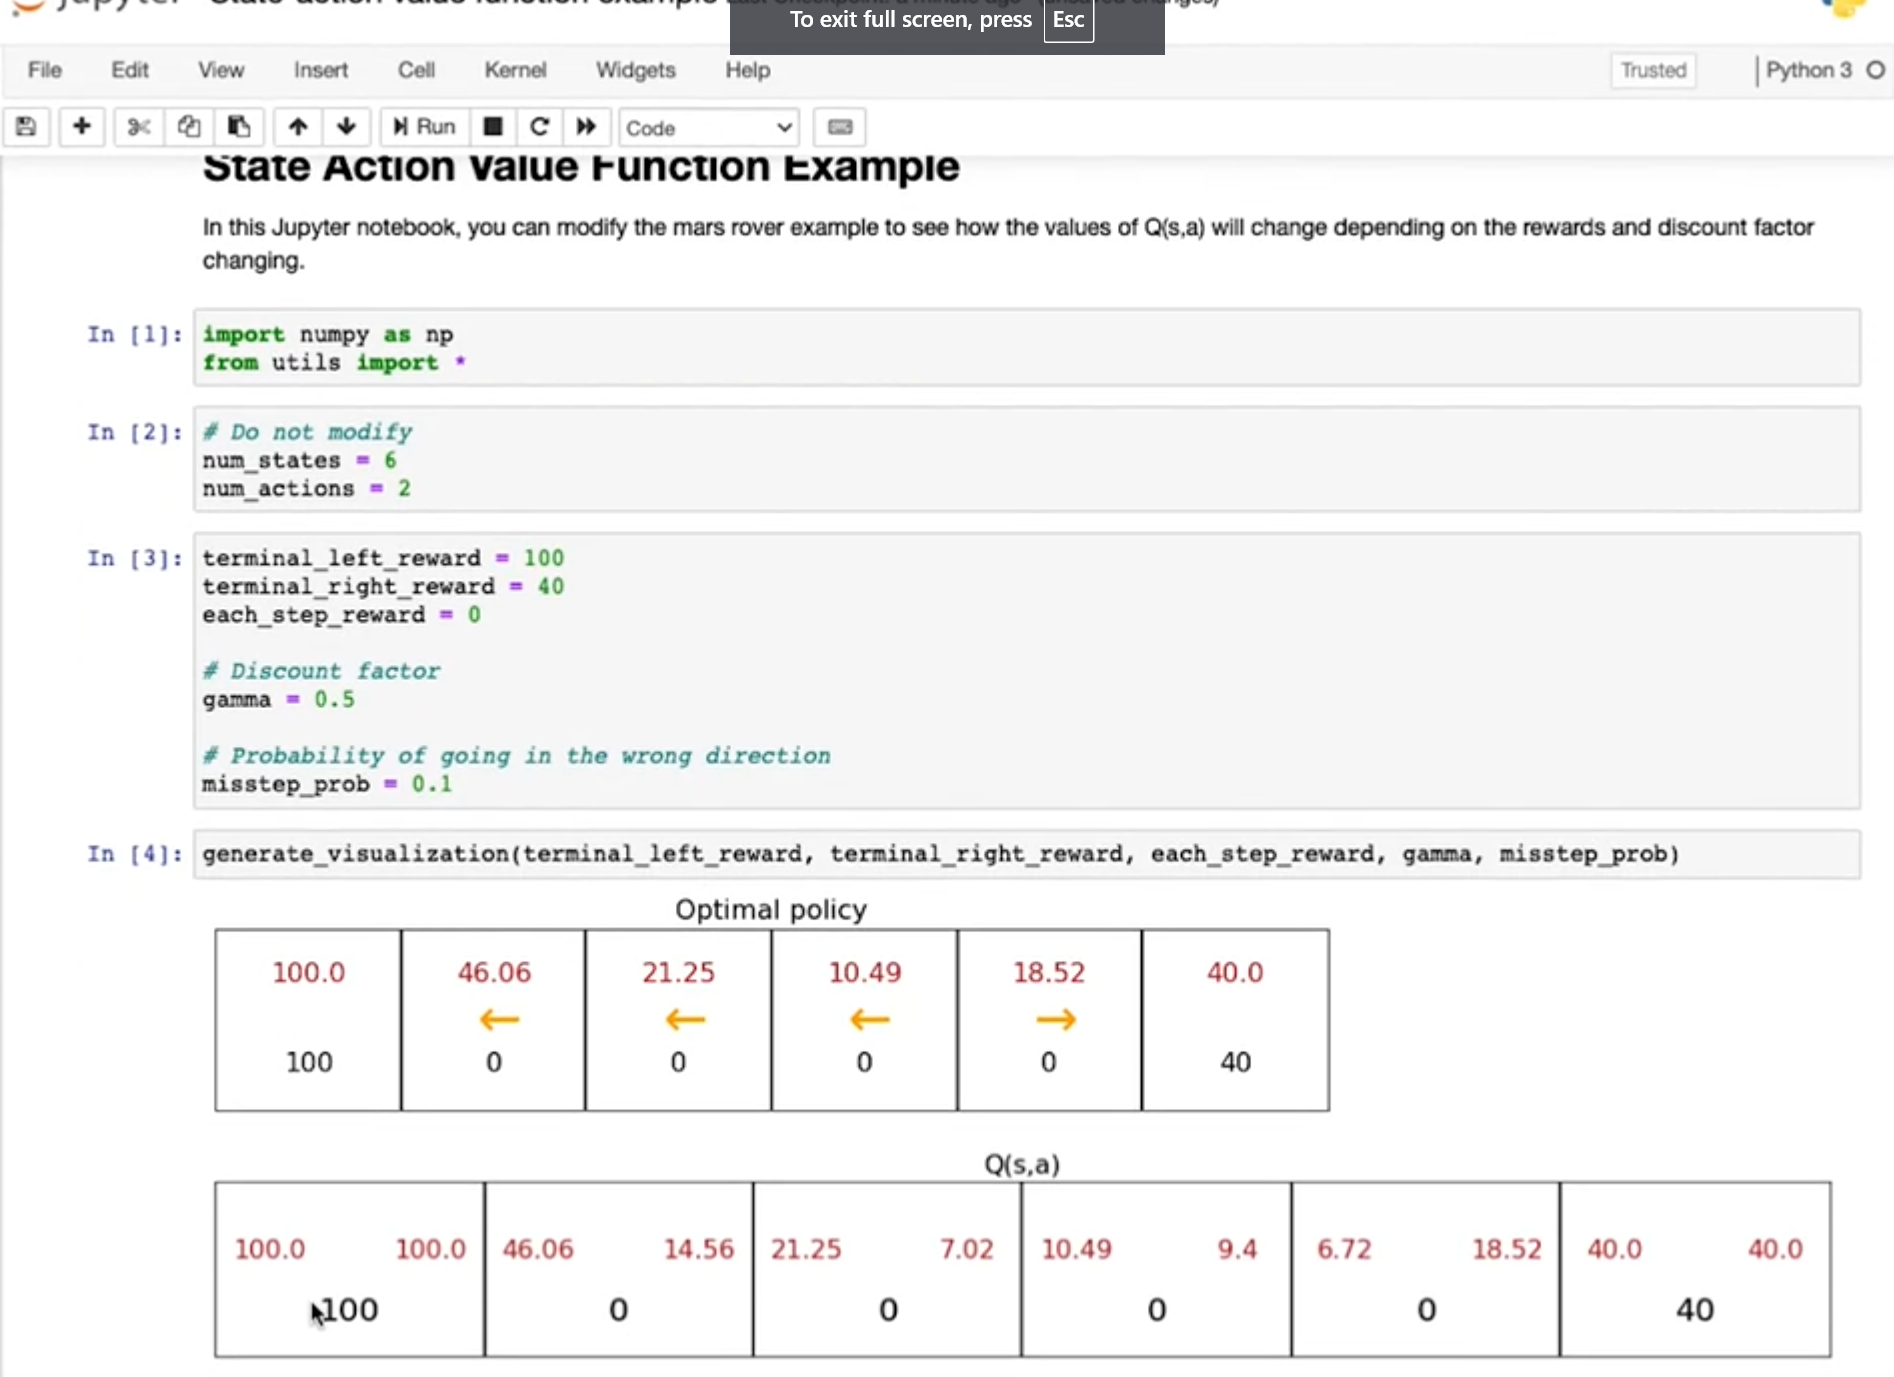 To exit full screen, press Esc
File Edit View Insert Cell Kernel Widgets Help Trusted Python 3
Run Code
State Action Value Function Example
In this Jupyter notebook, you can modify the mars rover example to see how the values of Q(s,a) will change depending on the rewards and discount factor
changing.
In [1]: import numpy as np
from utils import *
In [2]: # Do not modify
num_states = 6
num_actions = 2
In [3]: terminal_left_reward = 100
terminal_right_reward = 40
each_step_reward = 0
# Discount factor
gamma = 0.5
# Probability of going in the wrong direction
misstep_prob = 0.1
In [4]: generate_visualization(terminal_left_reward, terminal_right_reward, each_step_reward, gamma, misstep_prob)
Optimal policy
100.0 46.06 21.25 10.49 18.52 40.0
← ← ← →
100 0 0 0 0 40
Q(s,a)
100.0 100.0 46.06 14.56 21.25 7.02 10.49 9.4 6.72 18.52 40.0 40.0
100 0 0 0 0 40